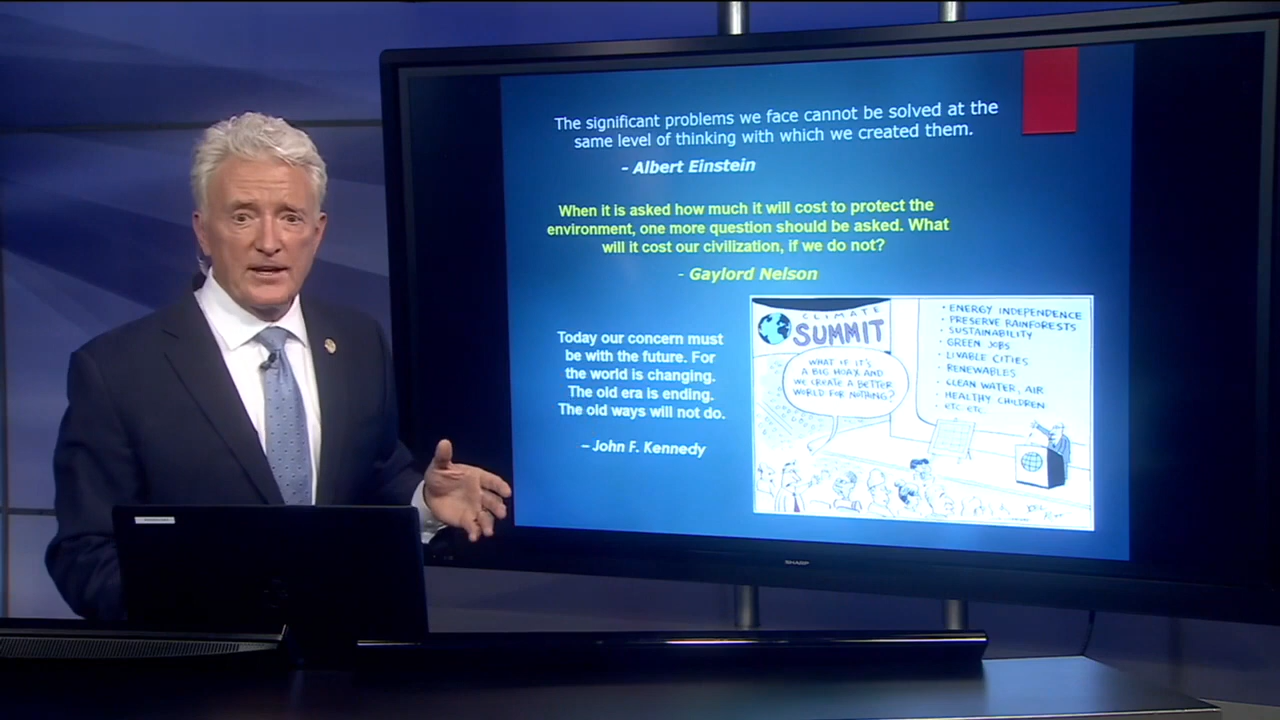 The significant problems we face cannot be solved at the
same level of thinking with which we created them.
- Albert Einstein
When it is asked how much it will cost to protect the
environment, one more question should be asked. What
will it cost our civilization, if we do not?
- Gaylord Nelson
Today our concern must
be with the future. For
the world is changing.
The old era is ending.
The old ways will not do.
– John F. Kennedy
CLIMATE
SUMMIT
WHAT IF IT'S
A BIG HOAX AND
WE CREATE A BETTER
WORLD FOR NOTHING?
• ENERGY INDEPENDENCE
• PRESERVE RAINFORESTS
• SUSTAINABILITY
• GREEN JOBS
• LIVABLE CITIES
• RENEWABLES
• CLEAN WATER, AIR
• HEALTHY CHILDREN
• ETC. ETC.
SHARP